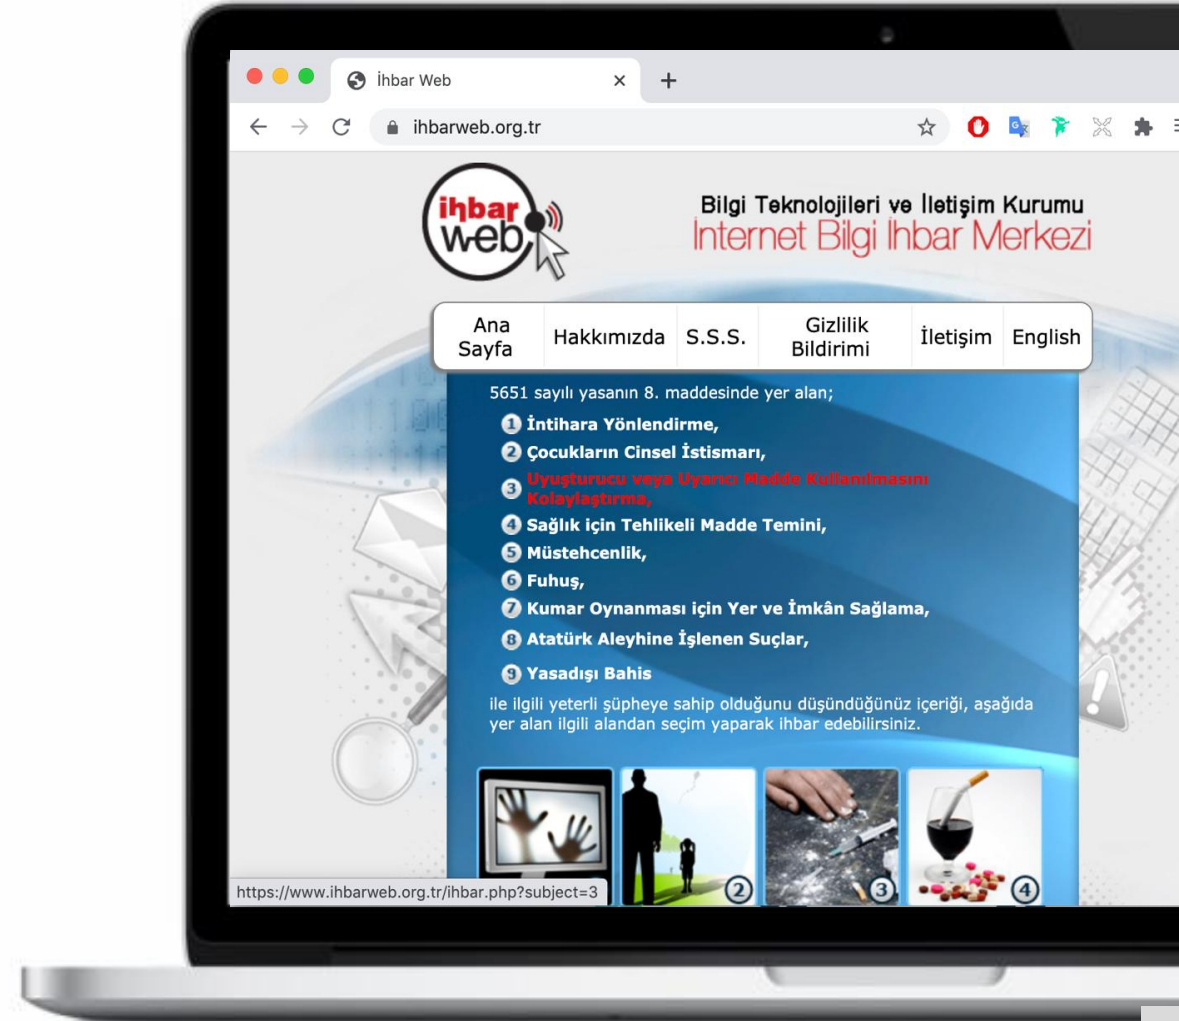 İhbar Web
ihbarweb.org.tr
ihbar
web
Bilgi Teknolojileri ve İletişim Kurumu
İnternet Bilgi İhbar Merkezi
Ana
Sayfa
Hakkımızda
S.S.S.
Gizlilik
Bildirimi
İletişim
English
5651 sayılı yasanın 8. maddesinde yer alan;
1 İntihara Yönlendirme,
2 Çocukların Cinsel İstismarı,
3 Uyuşturucu veya Uyarıcı Madde Kullanılmasını
Kolaylaştırma,
4 Sağlık için Tehlikeli Madde Temini,
5 Müstehcenlik,
6 Fuhuş,
7 Kumar Oynanması için Yer ve İmkân Sağlama,
8 Atatürk Aleyhine İşlenen Suçlar,
9 Yasadışı Bahis
ile ilgili yeterli şüpheye sahip olduğunu düşündüğünüz içeriği, aşağıda
yer alan ilgili alandan seçim yaparak ihbar edebilirsiniz.
2
3
4
https://www.ihbarweb.org.tr/ihbar.php?subject=3